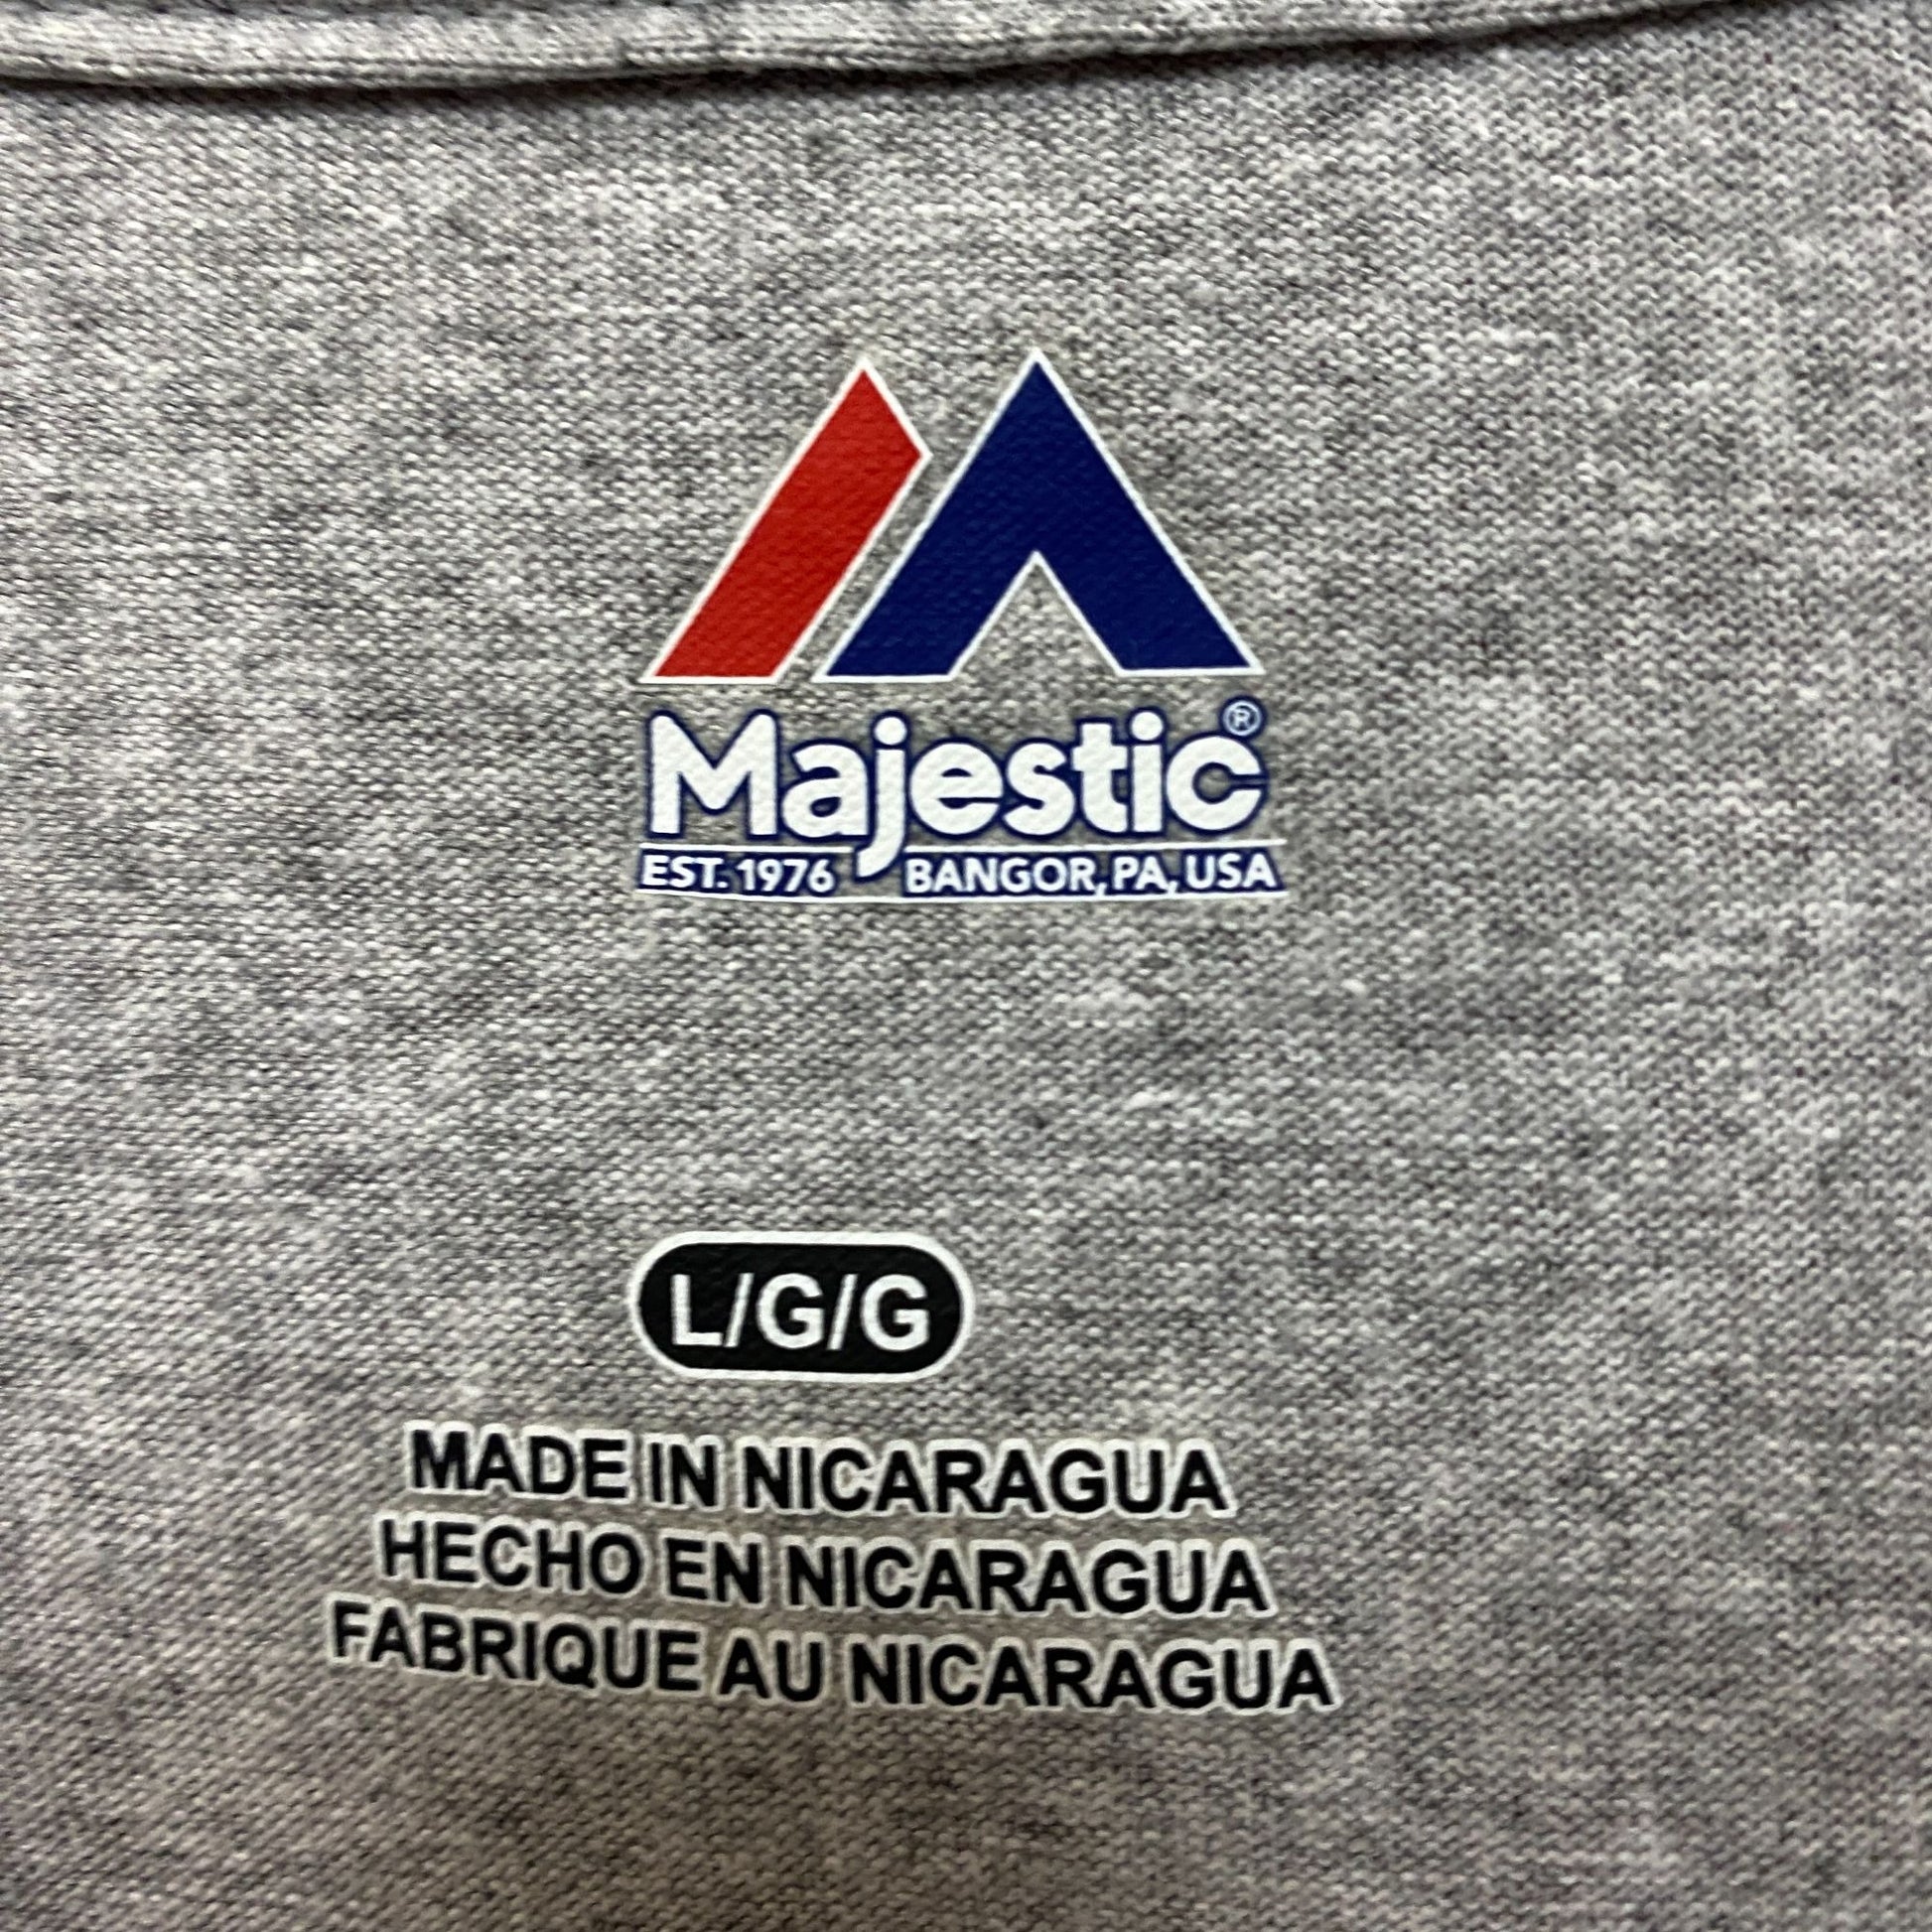 Majestic®
EST. 1976 BANGOR, PA, USA
L/G/G
MADE IN NICARAGUA
HECHO EN NICARAGUA
FABRIQUE AU NICARAGUA